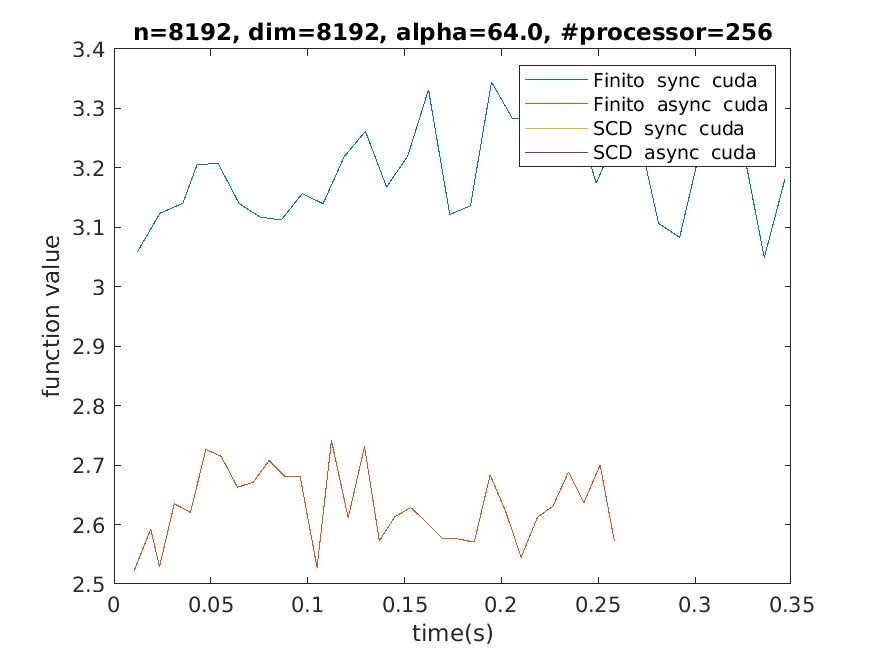 n=8192, dim=8192, alpha=64.0, #processor=256
3.4
3.3
3.2
3.1
3
2.9
2.8
2.7
2.6
2.5
function value
Finito sync cuda
Finito async cuda
SCD sync cuda
SCD async cuda
0 0.05 0.1 0.15 0.2 0.25 0.3 0.35
time(s)